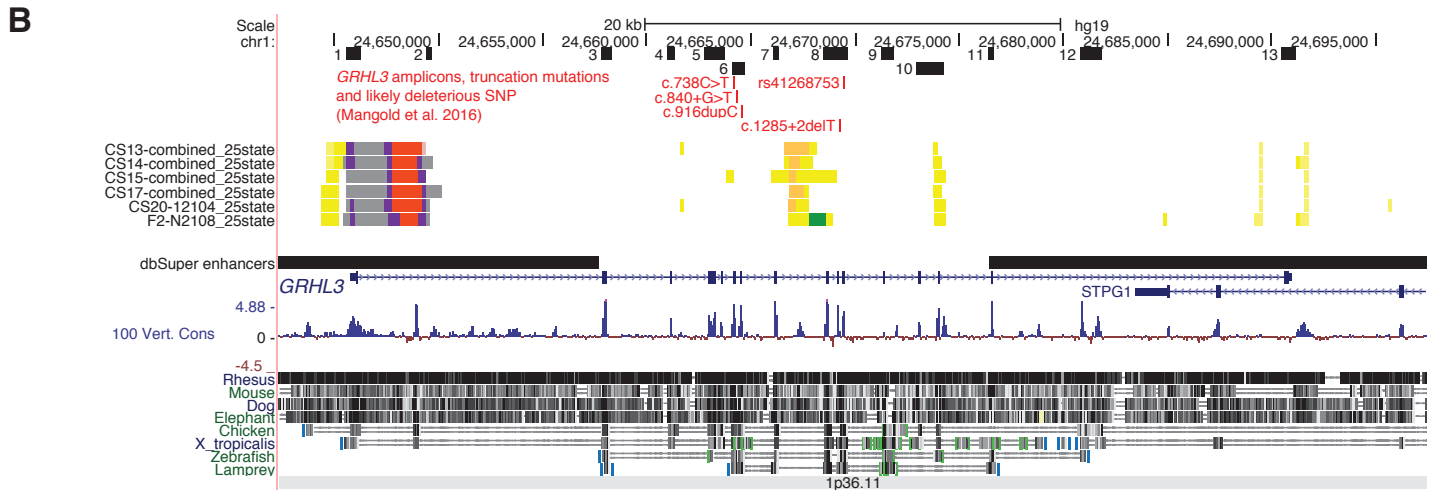 B
Scale 20 kb hg19
chr1: 24,650,000 24,655,000 24,660,000 24,665,000 24,670,000 24,675,000 24,680,000 24,685,000 24,690,000 24,695,000
1 2 3 4 5 7 8 9 11 12 13
6 10
GRHL3 amplicons, truncation mutations
and likely deleterious SNP
(Mangold et al. 2016)
c.738C>T rs41268753
c.840+G>T
c.916dupC
c.1285+2delT
CS13-combined_25state
CS14-combined_25state
CS15-combined_25state
CS17-combined_25state
CS20-12104_25state
F2-N2108_25state
dbSuper enhancers
GRHL3
STPG1
4.88 -
100 Vert. Cons
0 -
-4.5 _
Rhesus
Mouse
Dog
Elephant
Chicken
X_tropicalis
Zebrafish
Lamprey
1p36.11